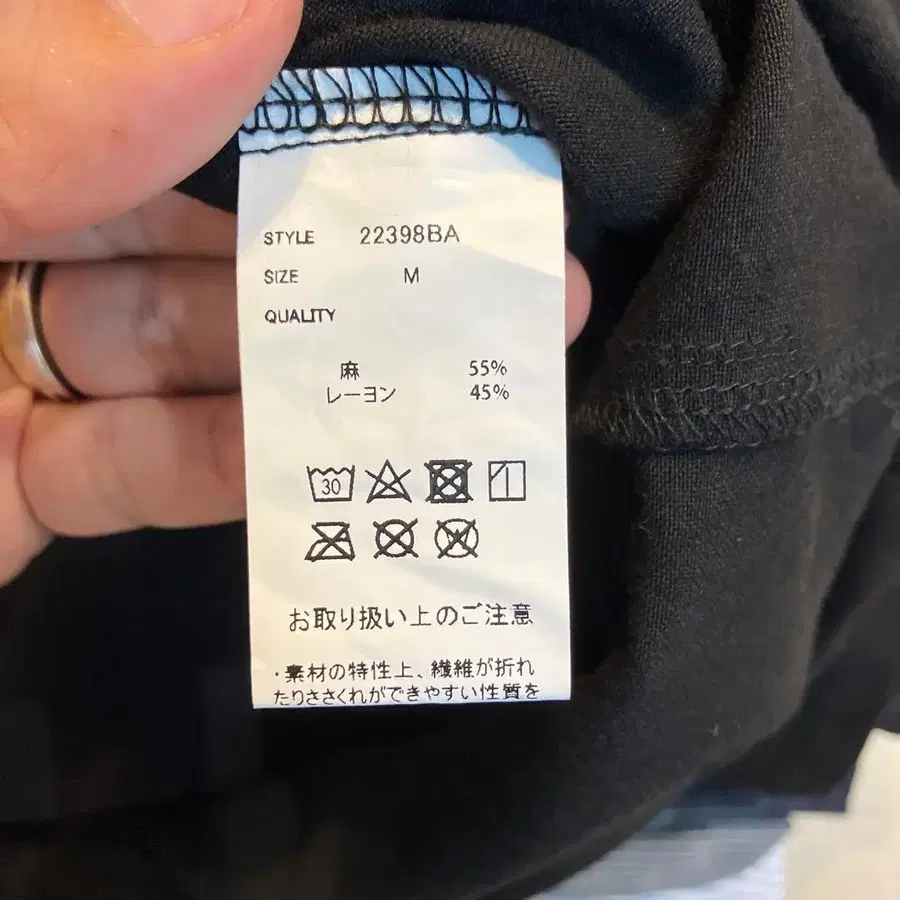 STYLE 22398BA
SIZE M
QUALITY
麻 55%
レーヨン 45%
30
お取り扱い上のご注意
・素材の特性上、繊維が折れ
たりささくれができやすい性質を